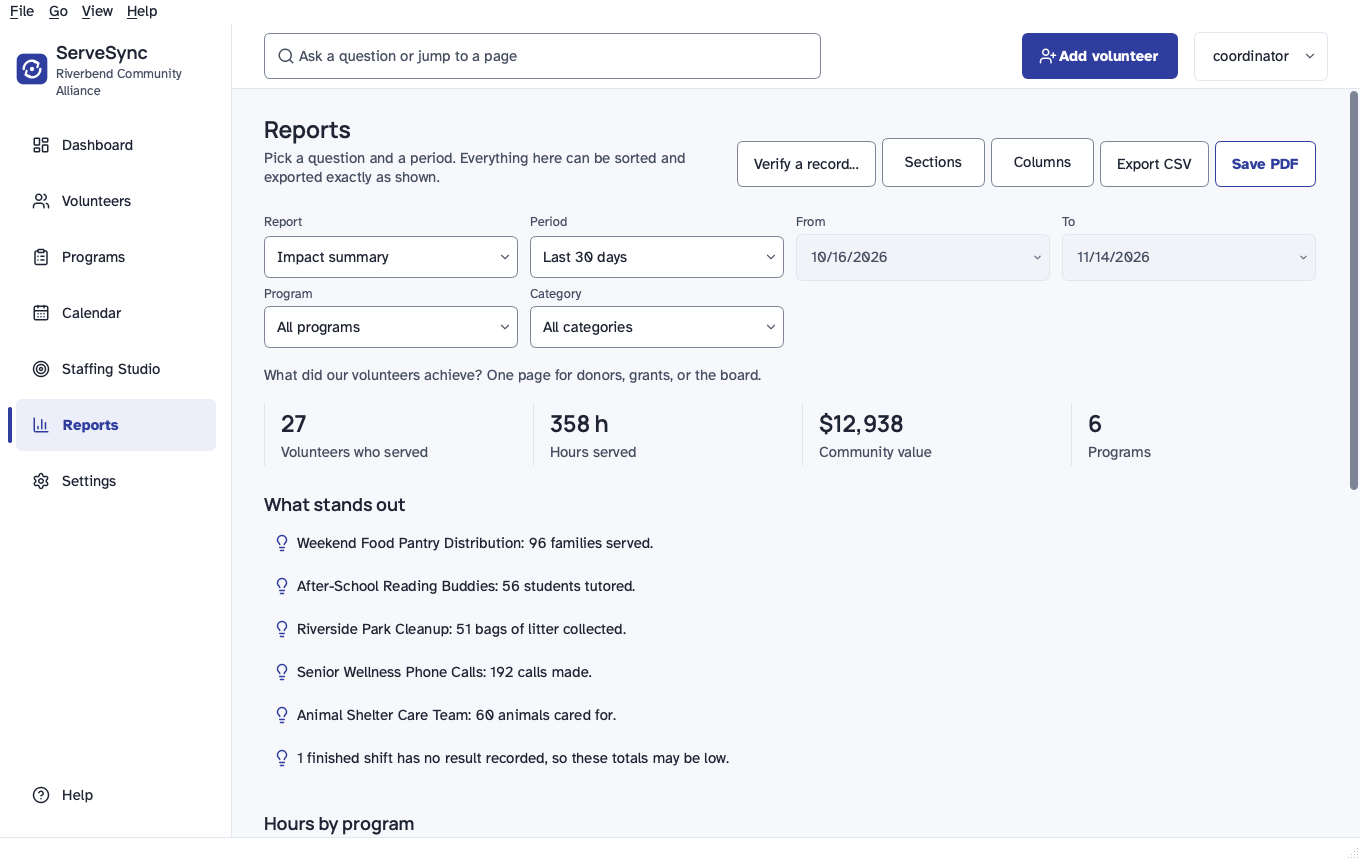 File Go View Help
ServeSync
Riverbend Community
Alliance
Ask a question or jump to a page
Add volunteer
coordinator
Dashboard
Volunteers
Programs
Calendar
Staffing Studio
Reports
Settings
Help
Reports
Pick a question and a period. Everything here can be sorted and
exported exactly as shown.
Verify a record...
Sections
Columns
Export CSV
Save PDF
Report
Period
From
To
Impact summary
Last 30 days
10/16/2026
11/14/2026
Program
Category
All programs
All categories
What did our volunteers achieve? One page for donors, grants, or the board.
27
Volunteers who served
358 h
Hours served
$12,938
Community value
6
Programs
What stands out
Weekend Food Pantry Distribution: 96 families served.
After-School Reading Buddies: 56 students tutored.
Riverside Park Cleanup: 51 bags of litter collected.
Senior Wellness Phone Calls: 192 calls made.
Animal Shelter Care Team: 60 animals cared for.
1 finished shift has no result recorded, so these totals may be low.
Hours by program